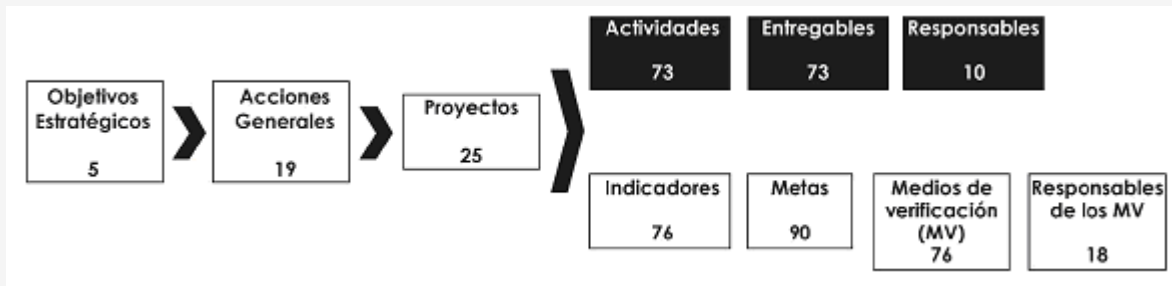 Objetivos
Estratégicos
5
Acciones
Generales
19
Proyectos
25
Actividades
73
Entregables
73
Responsables
10
Indicadores
76
Metas
90
Medios de
verificación
(MV)
76
Responsables
de los MV
18